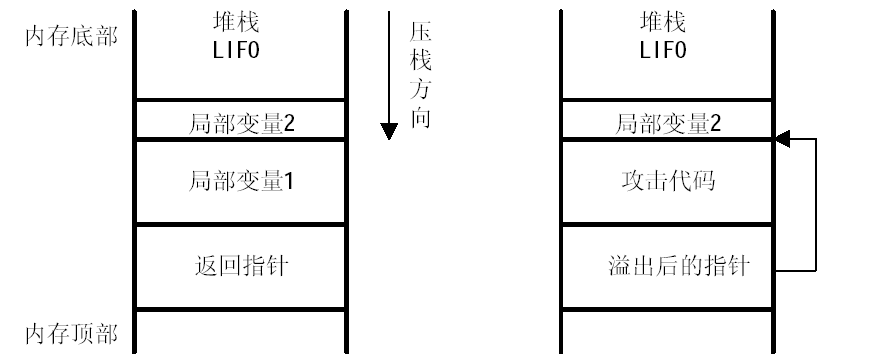 内存底部
堆栈
LIFO
局部变量2
局部变量1
返回指针
内存顶部
压栈方向
堆栈
LIFO
局部变量2
攻击代码
溢出后的指针